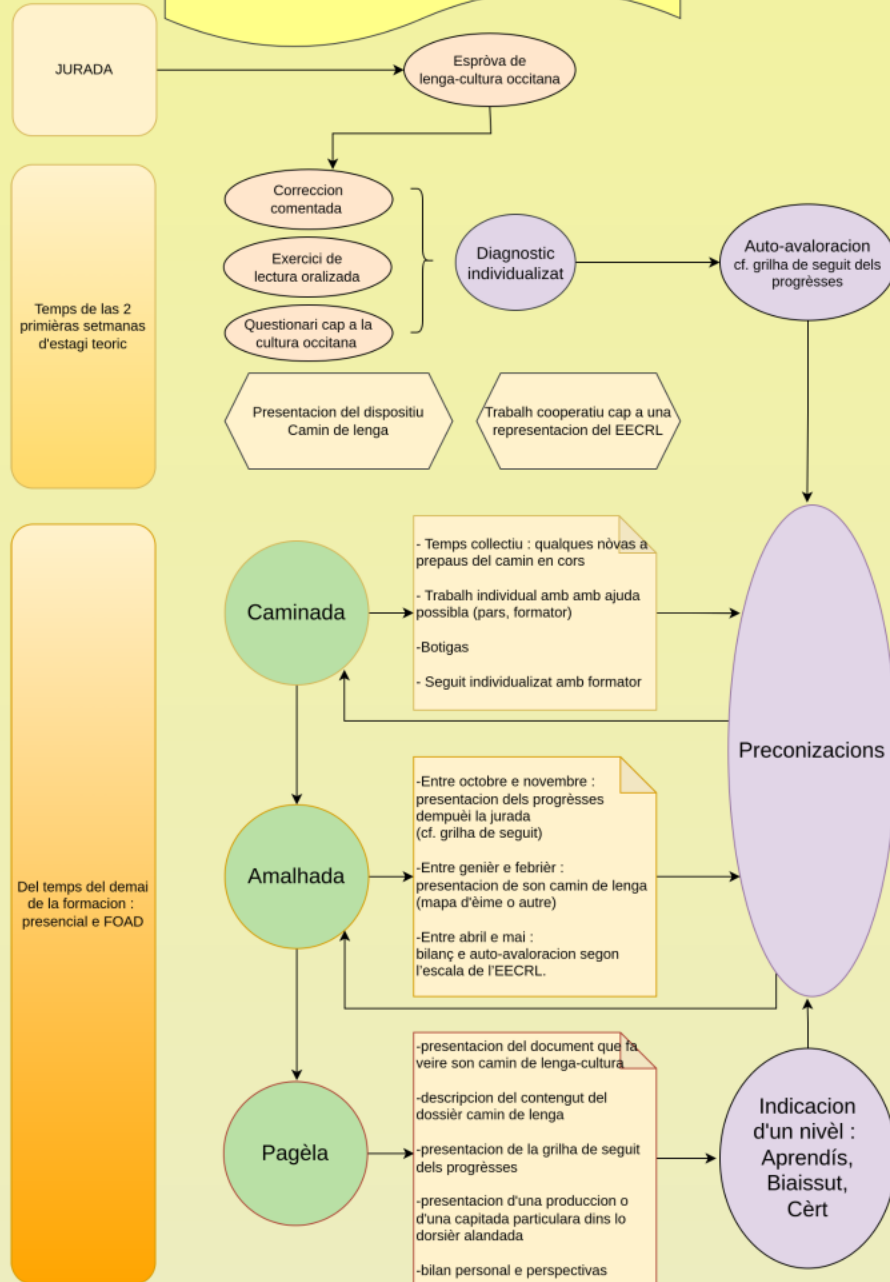 JURADA
Espròva de
lenga-cultura occitana
Temps de las 2
primièras setmanas
d'estagi teoric
Correccion
comentada
Exercici de
lectura oralizada
Questionari cap a la
cultura occitana
Diagnostic
individualizat
Auto-avaloracion
cf. grilha de seguit dels
progrèsses
Presentacion del dispositiu
Camin de lenga
Trabalh cooperatiu cap a una
representacion del EECRL
Del temps del demai
de la formacion :
presencial e FOAD
Caminada
- Temps collectiu : qualques nòvas a
prepaus del camin en cors
- Trabalh individual amb amb ajuda
possibla (pars, formator)
-Botigas
- Seguit individualizat amb formator
Preconizacions
Amalhada
-Entre octobre e novembre :
presentacion dels progrèsses
dempuèi la jurada
(cf. grilha de seguit)
-Entre genièr e febrièr :
presentacion de son camin de lenga
(mapa d'èime o autre)
-Entre abril e mai :
bilanç e auto-avaloracion segon
l'escala de l'EECRL.
Pagèla
-presentacion del document que fa
veire son camin de lenga-cultura
-descripcion del contengut del
dossièr camin de lenga
-presentacion de la grilha de seguit
dels progrèsses
-presentacion d'una produccion o
d'una capitada particulara dins lo
dorsièr alandada
-bilan personal e perspectivas
Indicacion
d'un nivèl :
Aprendís,
Biaissut,
Cèrt